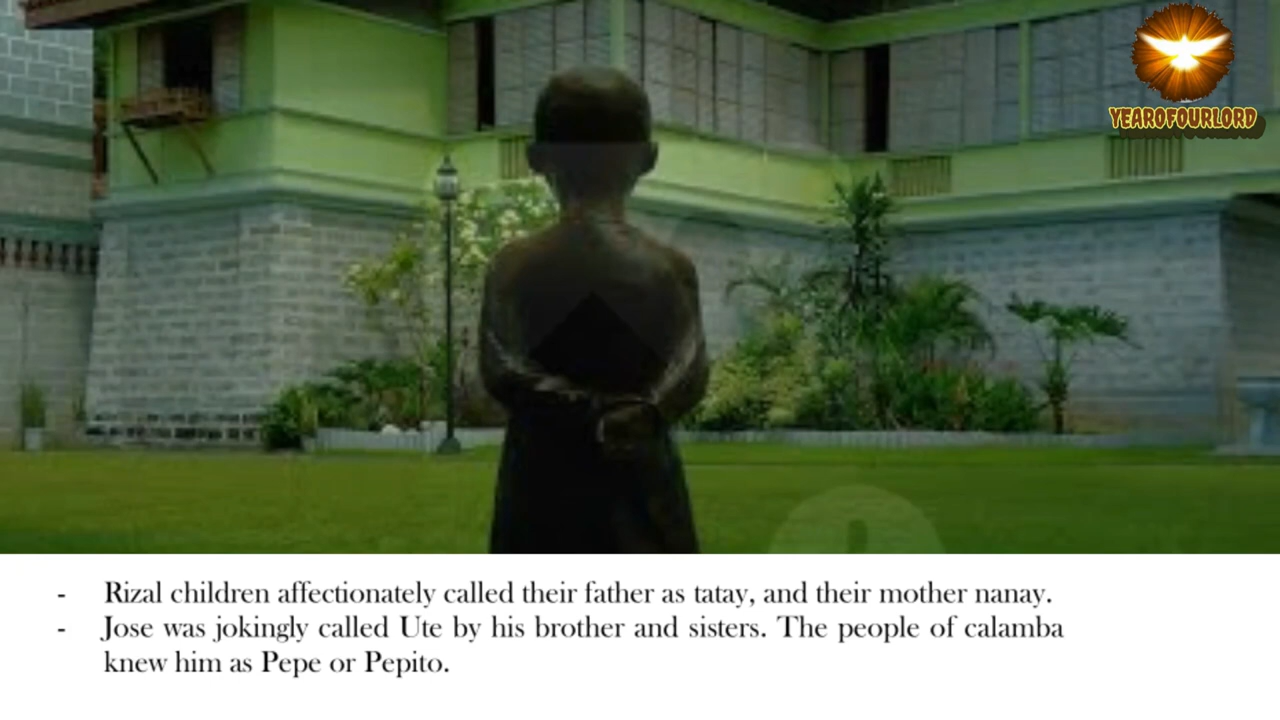 YEAROFOURLORD
- Rizal children affectionately called their father as tatay, and their mother nanay.
- Jose was jokingly called Ute by his brother and sisters. The people of calamba
knew him as Pepe or Pepito.